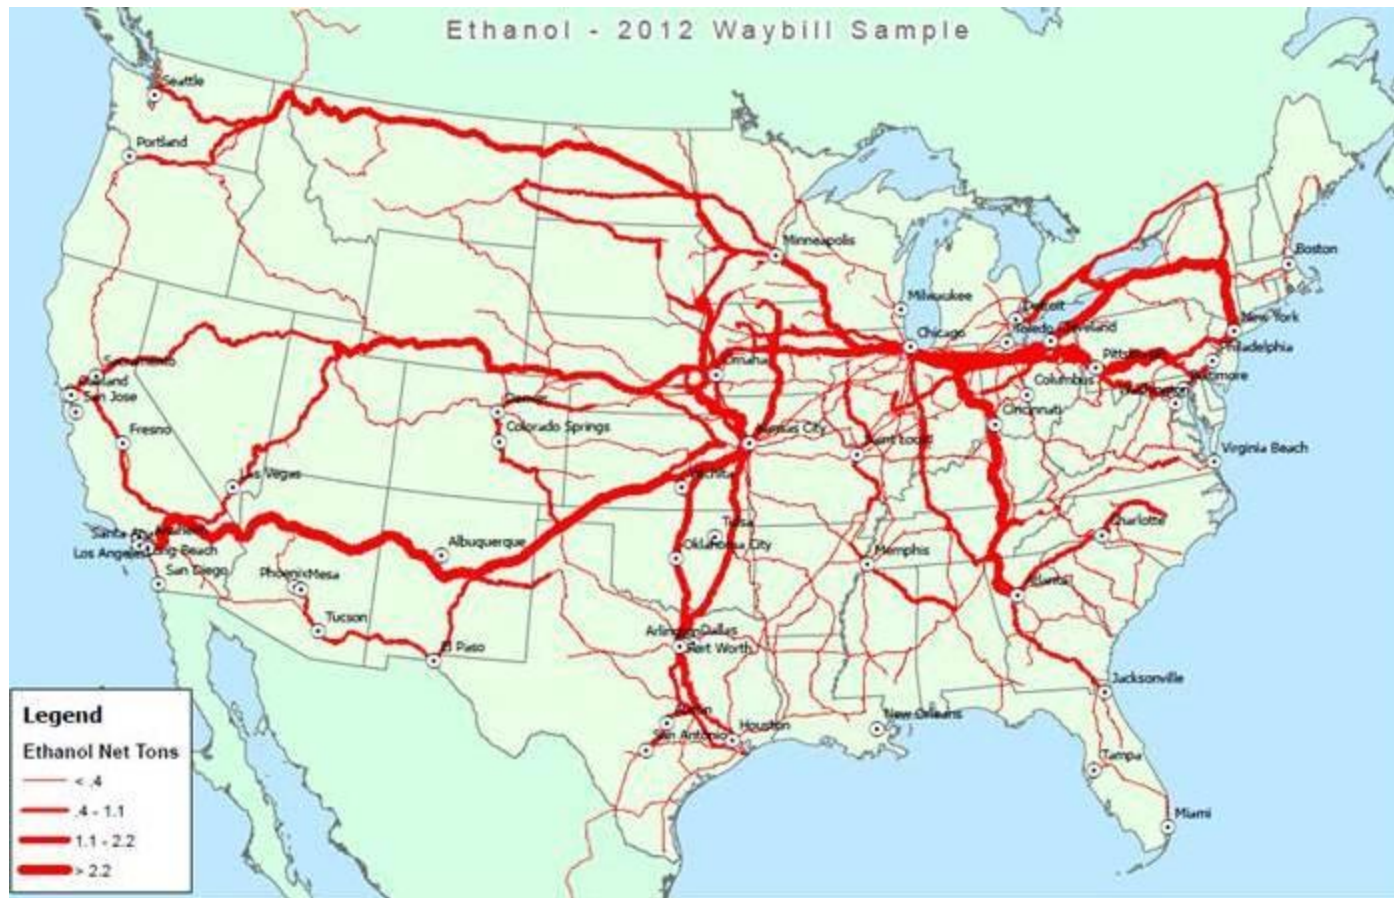 Ethanol - 2012 Waybill Sample
Seattle
Portland
Minneapolis
Boston
Milwaukee
Detroit
Chicago
Toledo
Cleveland
New York
Philadelphia
Pittsburgh
Omaha
Sacramento
Oakland
San Jose
Columbus
Baltimore
Washington
Denver
Cincinnati
Colorado Springs
Kansas City
Saint Louis
Fresno
Virginia Beach
Las Vegas
Wichita
Tulsa
Charlotte
Santa Ana
Anaheim
Los Angeles
Long Beach
Albuquerque
Oklahoma City
Memphis
San Diego
Phoenix
Mesa
Atlanta
Tucson
Arlington
Dallas
Fort Worth
El Paso
Jacksonville
Austin
New Orleans
San Antonio
Houston
Tampa
Miami
Legend
Ethanol Net Tons
< .4
.4 - 1.1
1.1 - 2.2
> 2.2